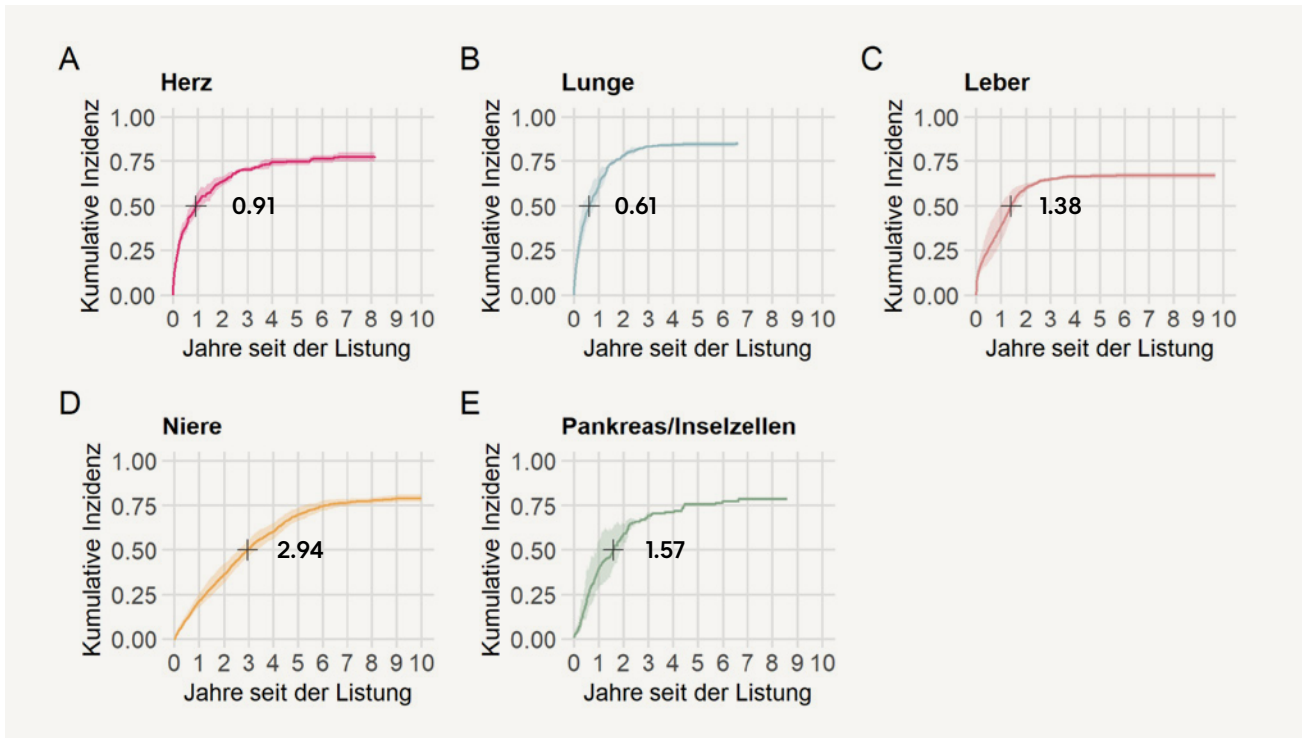 A
Herz
Kumulative Inzidenz
1.00
0.75
0.50
0.25
0.00
0.91
0 1 2 3 4 5 6 7 8 9 10
Jahre seit der Listung
B
Lunge
Kumulative Inzidenz
1.00
0.75
0.50
0.25
0.00
0.61
0 1 2 3 4 5 6 7 8 9 10
Jahre seit der Listung
C
Leber
Kumulative Inzidenz
1.00
0.75
0.50
0.25
0.00
1.38
0 1 2 3 4 5 6 7 8 9 10
Jahre seit der Listung
D
Niere
Kumulative Inzidenz
1.00
0.75
0.50
0.25
0.00
2.94
0 1 2 3 4 5 6 7 8 9 10
Jahre seit der Listung
E
Pankreas/Inselzellen
Kumulative Inzidenz
1.00
0.75
0.50
0.25
0.00
1.57
0 1 2 3 4 5 6 7 8 9 10
Jahre seit der Listung